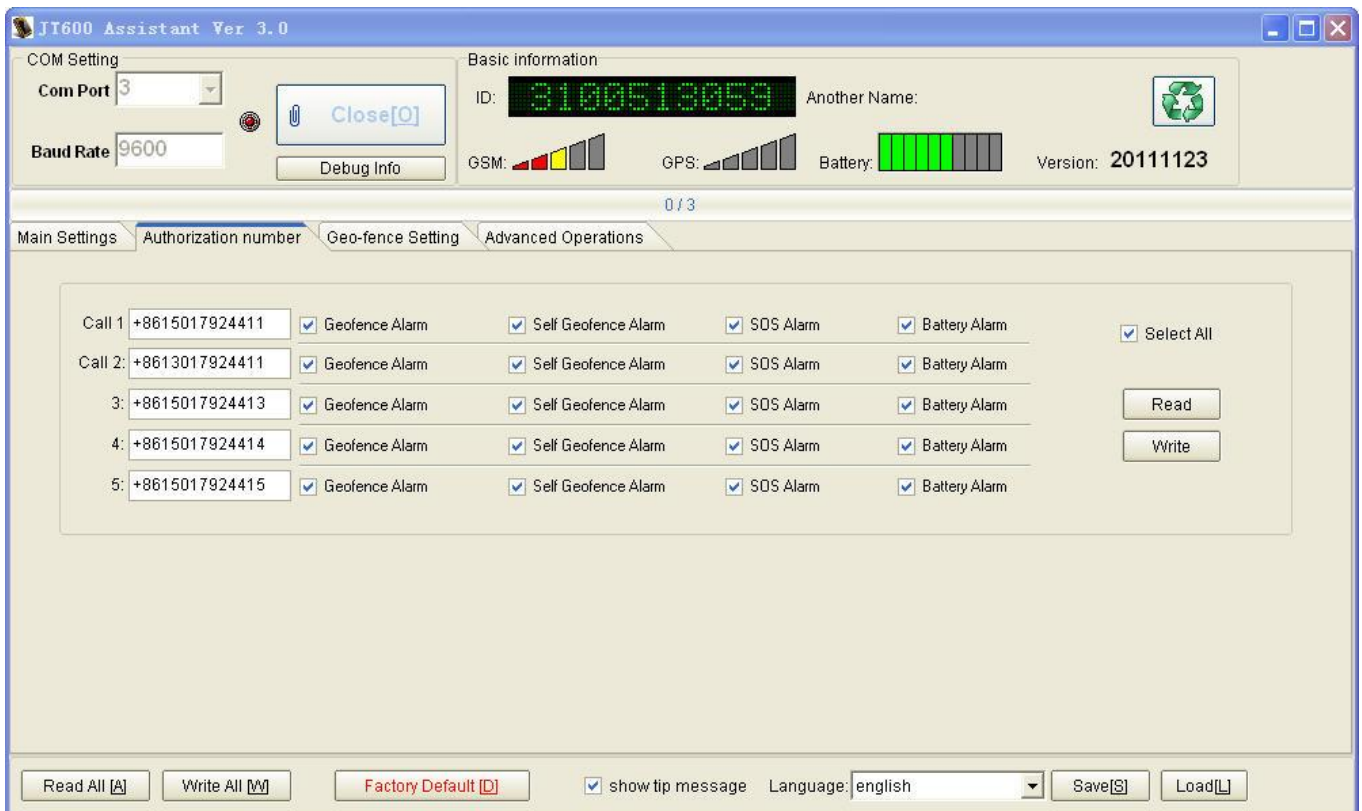 JT600 Assistant Ver 3.0
COM Setting
Com Port 3
Close[O]
Baud Rate 9600
Debug Info
Basic information
ID: 3100513059 Another Name:
GSM: GPS: Battery: Version: 20111123
0 / 3
Main Settings Authorization number Geo-fence Setting Advanced Operations
Call 1 +8615017924411 Geofence Alarm Self Geofence Alarm SOS Alarm Battery Alarm
Select All
Call 2: +8613017924411 Geofence Alarm Self Geofence Alarm SOS Alarm Battery Alarm
3: +8615017924413 Geofence Alarm Self Geofence Alarm SOS Alarm Battery Alarm Read
4: +8615017924414 Geofence Alarm Self Geofence Alarm SOS Alarm Battery Alarm Write
5: +8615017924415 Geofence Alarm Self Geofence Alarm SOS Alarm Battery Alarm
Read All [A] Write All [W] Factory Default [D] show tip message Language: english Save[S] Load[L]